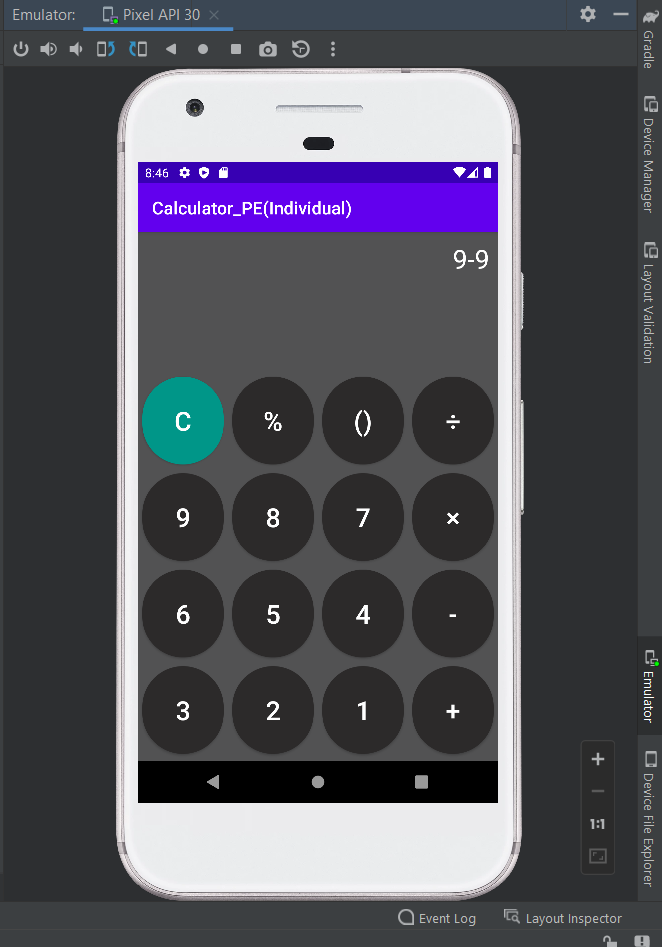 Emulator: Pixel API 30
Gradle
Device Manager
Layout Validation
8:46
Calculator_PE(Individual)
9-9
C % () ÷
9 8 7 ×
6 5 4 -
3 2 1 +
Emulator
Device File Explorer
1:1
Event Log Layout Inspector